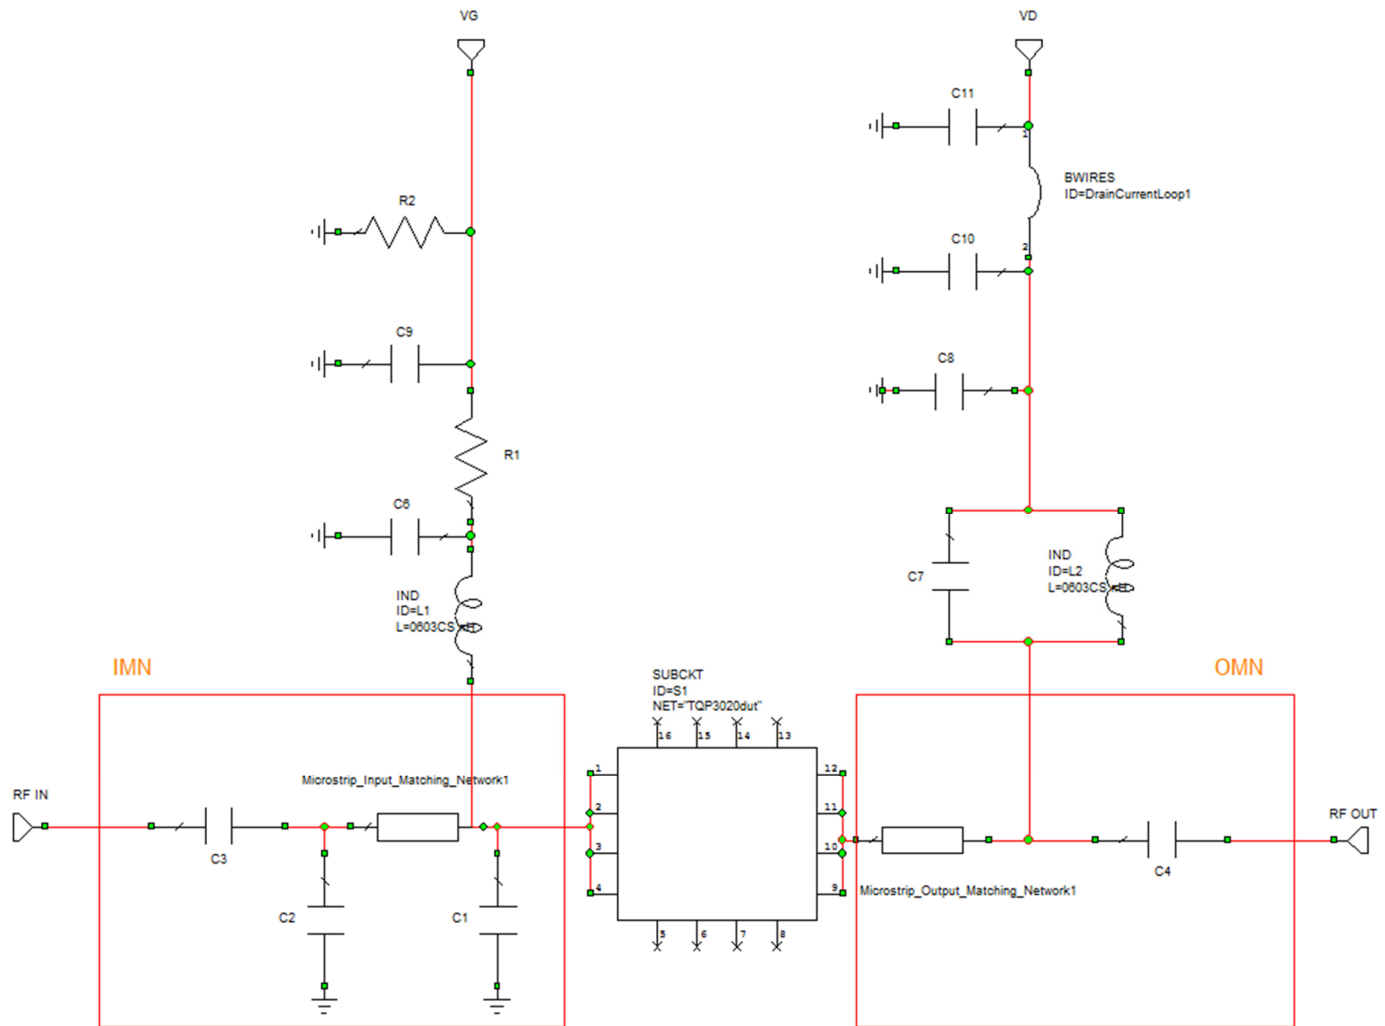 VG
VD
C11
1
BWIRES
ID=DrainCurrentLoop1
R2
C10
2
C9
C8
R1
C6
IND
ID=L1
L=0603CS
C7
IND
ID=L2
L=0603CS
IMN
OMN
SUBCKT
ID=S1
NET="TQP3020dut"
16 15 14 13
Microstrip_Input_Matching_Network1
1
12
RF IN
2
11
RF OUT
3
10
C3
C4
4
9
Microstrip_Output_Matching_Network1
C2
C1
5 6 7 8